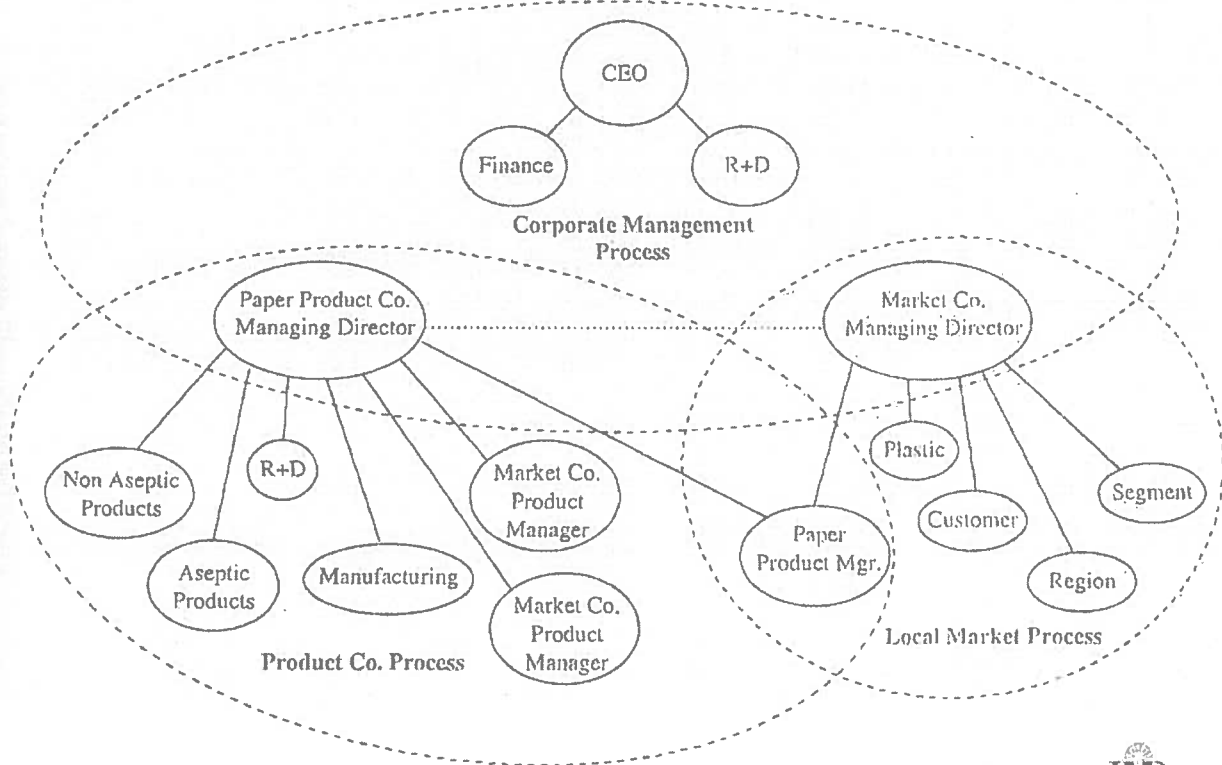 CEO
Finance
R+D
Corporate Management
Process
Paper Product Co.
Managing Director
Market Co.
Managing Director
Non Aseptic
Products
R+D
Market Co.
Product
Manager
Plastic
Segment
Customer
Paper
Product Mgr.
Aseptic
Products
Manufacturing
Market Co.
Product
Manager
Region
Product Co. Process
Local Market Process